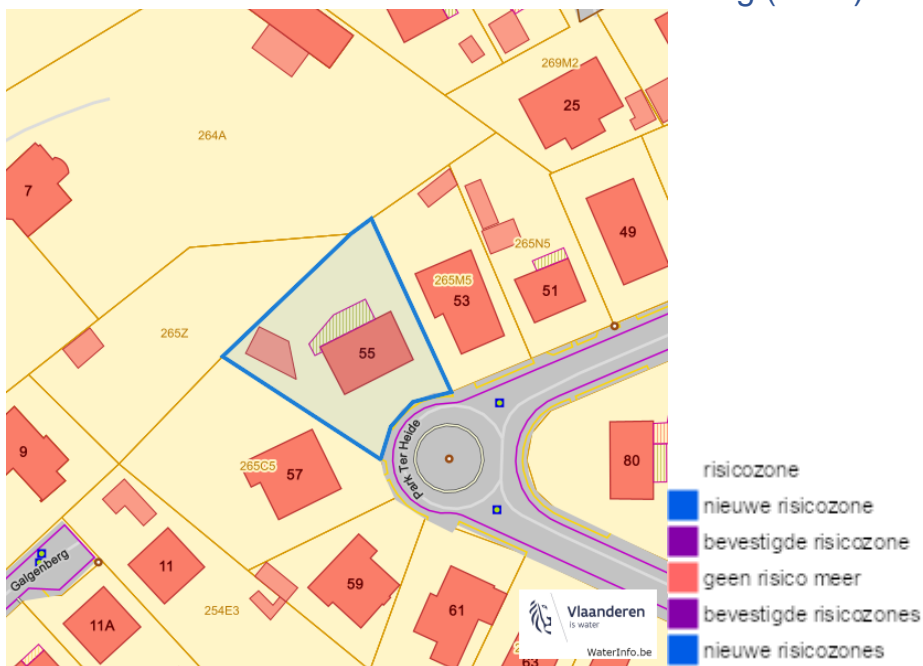 269M2
25
264A
7
49
265N5
265M5
53
51
265Z
55
Park Ter Heide
9
265C5
57
80
Galgenberg
11
59
254E3
11A
61
63
Vlaanderen
is water
WaterInfo.be
risicozone
nieuwe risicozone
bevestigde risicozone
geen risico meer
bevestigde risicozones
nieuwe risicozones